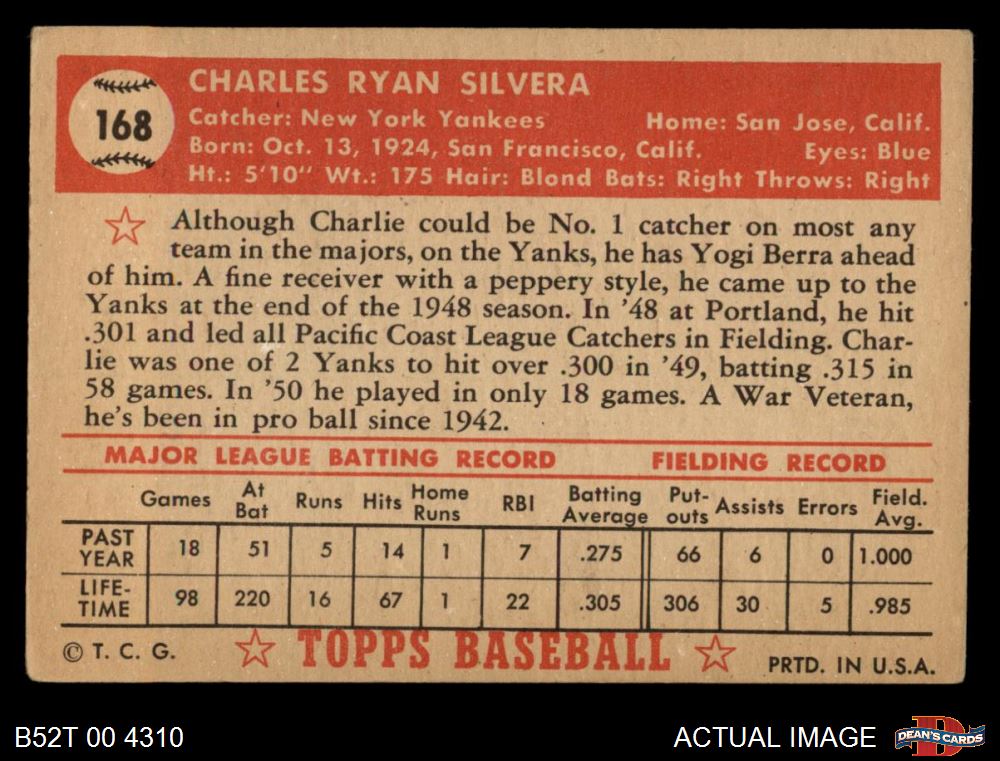 168
CHARLES RYAN SILVERA
Catcher: New York Yankees Home: San Jose, Calif.
Born: Oct. 13, 1924, San Francisco, Calif. Eyes: Blue
Ht.: 5'10" Wt.: 175 Hair: Blond Bats: Right Throws: Right
Although Charlie could be No. 1 catcher on most any
team in the majors, on the Yanks, he has Yogi Berra ahead
of him. A fine receiver with a peppery style, he came up to the
Yanks at the end of the 1948 season. In '48 at Portland, he hit
.301 and led all Pacific Coast League Catchers in Fielding. Char-
lie was one of 2 Yanks to hit over .300 in '49, batting .315 in
58 games. In '50 he played in only 18 games. A War Veteran,
he's been in pro ball since 1942.
MAJOR LEAGUE BATTING RECORD FIELDING RECORD
Games At Bat Runs Hits Home Runs RBI Batting Average Put-outs Assists Errors Field. Avg.
PAST YEAR 18 51 5 14 1 7 .275 66 6 0 1.000
LIFE-TIME 98 220 16 67 1 22 .305 306 30 5 .985
© T. C. G. TOPPS BASEBALL PRTD. IN U.S.A.
B52T 00 4310 ACTUAL IMAGE D DEAN'S CARDS